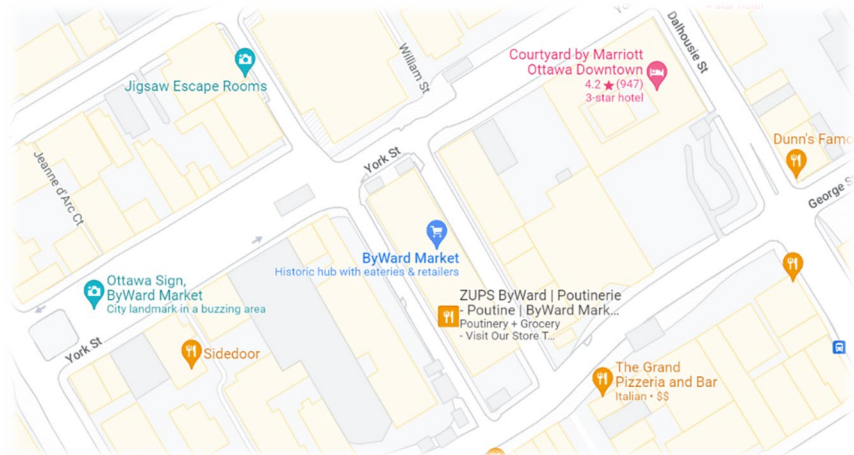 William St
Dalhousie St
Courtyard by Marriott
Ottawa Downtown
4.2 ★ (947)
3-star hotel
Jigsaw Escape Rooms
Dunn's Famo
Jeanne d'Arc Ct
York St
George S
ByWard Market
Historic hub with eateries & retailers
Ottawa Sign,
ByWard Market
City landmark in a buzzing area
ZUPS ByWard | Poutinerie
- Poutine | ByWard Mark...
Poutinery + Grocery
- Visit Our Store T...
York St
Sidedoor
The Grand
Pizzeria and Bar
Italian • $$